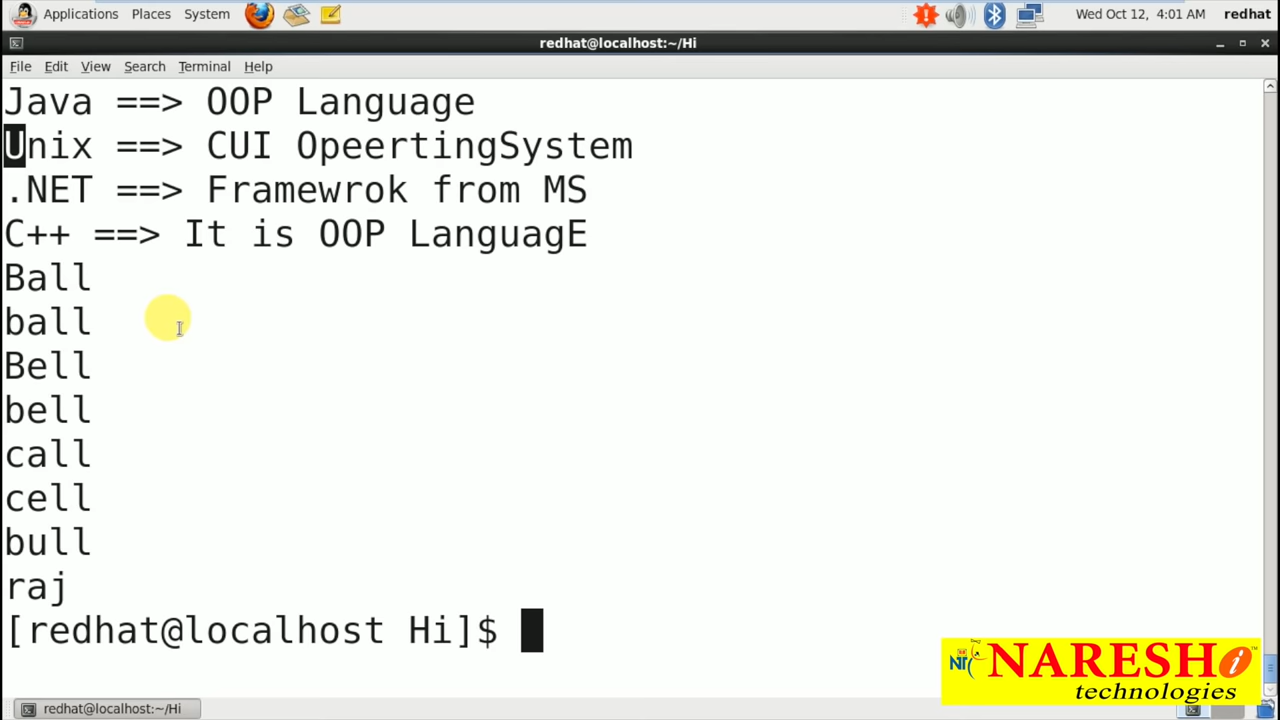 Applications Places System Wed Oct 12, 4:01 AM redhat
redhat@localhost:~/Hi
File Edit View Search Terminal Help
Java ==> OOP Language
Unix ==> CUI OpeertingSystem
.NET ==> Framewrok from MS
C++ ==> It is OOP LanguagE
Ball
ball
Bell
bell
call
cell
bull
raj
[redhat@localhost Hi]$
NARESH i
technologies
redhat@localhost:~/Hi